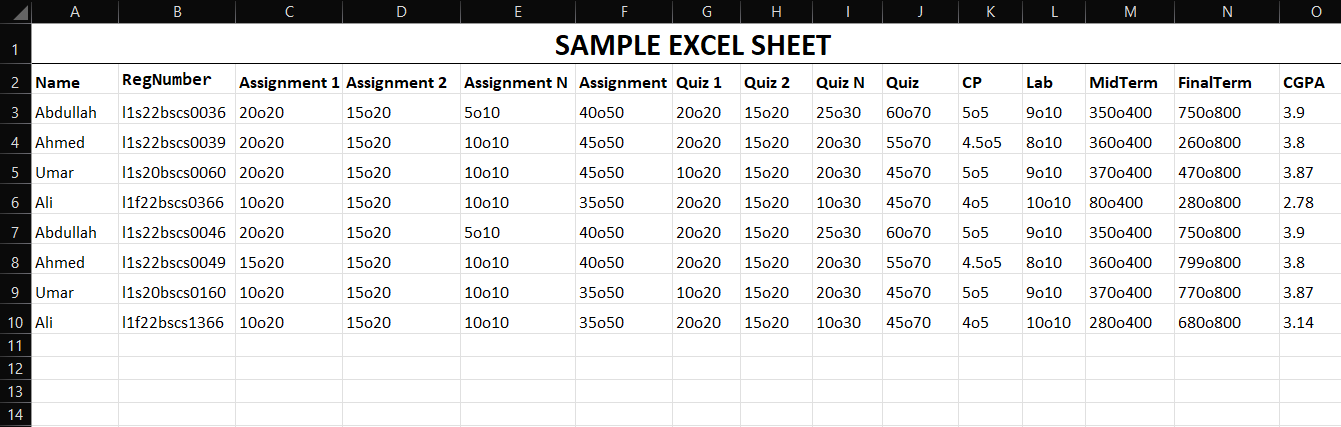 A B C D E F G H I J K L M N O
1 SAMPLE EXCEL SHEET
2 Name RegNumber Assignment 1 Assignment 2 Assignment N Assignment Quiz 1 Quiz 2 Quiz N Quiz CP Lab MidTerm FinalTerm CGPA
3 Abdullah l1s22bscs0036 20o20 15o20 5o10 40o50 20o20 15o20 25o30 60o70 5o5 9o10 350o400 750o800 3.9
4 Ahmed l1s22bscs0039 20o20 15o20 10o10 45o50 20o20 15o20 20o30 55o70 4.5o5 8o10 360o400 260o800 3.8
5 Umar l1s20bscs0060 20o20 15o20 10o10 45o50 10o20 15o20 20o30 45o70 5o5 9o10 370o400 470o800 3.87
6 Ali l1f22bscs0366 10o20 15o20 10o10 35o50 20o20 15o20 10o30 45o70 4o5 10o10 80o400 280o800 2.78
7 Abdullah l1s22bscs0046 20o20 15o20 5o10 40o50 20o20 15o20 25o30 60o70 5o5 9o10 350o400 750o800 3.9
8 Ahmed l1s22bscs0049 15o20 15o20 10o10 40o50 20o20 15o20 20o30 55o70 4.5o5 8o10 360o400 799o800 3.8
9 Umar l1s20bscs0160 10o20 15o20 10o10 35o50 10o20 15o20 20o30 45o70 5o5 9o10 370o400 770o800 3.87
10 Ali l1f22bscs1366 10o20 15o20 10o10 35o50 20o20 15o20 10o30 45o70 4o5 10o10 280o400 680o800 3.14
11
12
13
14